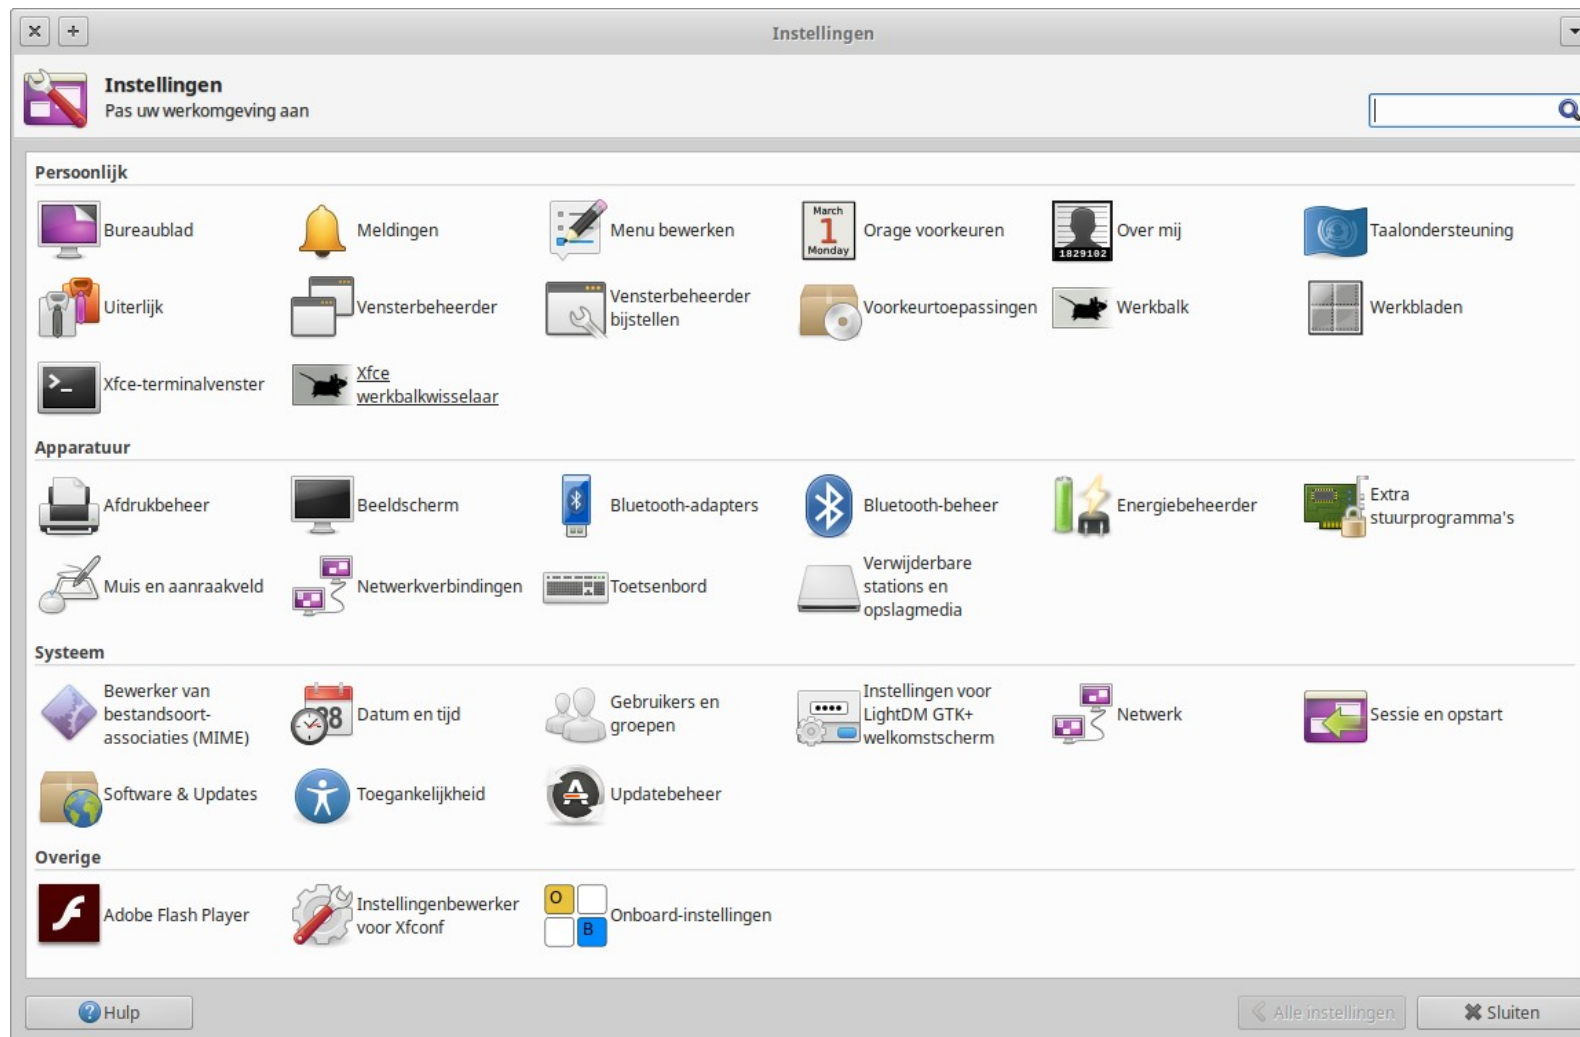 Instellingen
Instellingen
Pas uw werkomgeving aan
Persoonlijk
Bureaublad
Meldingen
Menu bewerken
March
1
Monday
Orage voorkeuren
1829102
Over mij
Taalondersteuning
Uiterlijk
Vensterbeheerder
Vensterbeheerder
bijstellen
Voorkeurtoepassingen
Werkbalk
Werkbladen
>_
Xfce-terminalvenster
Xfce
werkbalkwisselaar
Apparatuur
Afdrukbeheer
Beeldscherm
Bluetooth-adapters
Bluetooth-beheer
Energiebeheerder
Extra
stuurprogramma's
Muis en aanraakveld
Netwerkverbindingen
Toetsenbord
Verwijderbare
stations en
opslagmedia
Systeem
Bewerker van
bestandsoort-
associaties (MIME)
Datum en tijd
Gebruikers en
groepen
Instellingen voor
LightDM GTK+
welkomstscherm
Netwerk
Sessie en opstart
Software & Updates
Toegankelijkheid
A
Updatebeheer
Overige
Adobe Flash Player
Instellingenbewerker
voor Xfconf
O
B
Onboard-instellingen
? Hulp
Alle instellingen
Sluiten